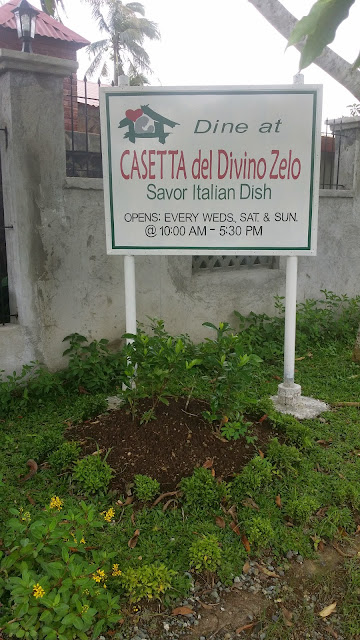 Dine at
CASETTA del Divino Zelo
Savor Italian Dish
OPENS: EVERY WEDS, SAT. & SUN.
@ 10:00 AM - 5:30 PM